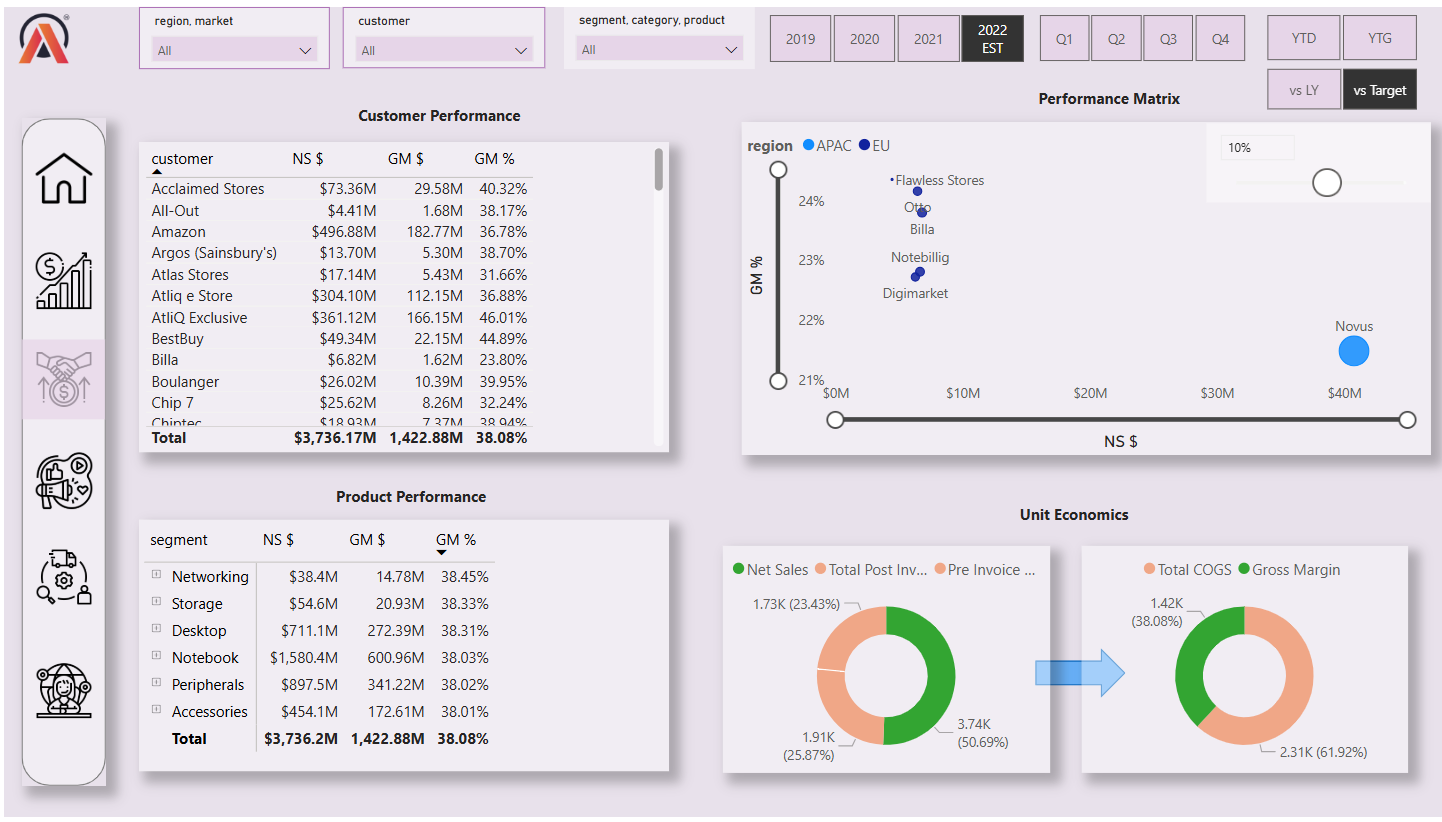 region, market
All
customer
All
segment, category, product
All
2019
2020
2021
2022
EST
Q1
Q2
Q3
Q4
YTD
YTG
vs LY
vs Target
Customer Performance
customer NS $ GM $ GM %
Acclaimed Stores $73.36M 29.58M 40.32%
All-Out $4.41M 1.68M 38.17%
Amazon $496.88M 182.77M 36.78%
Argos (Sainsbury's) $13.70M 5.30M 38.70%
Atlas Stores $17.14M 5.43M 31.66%
Atliq e Store $304.10M 112.15M 36.88%
AtliQ Exclusive $361.12M 166.15M 46.01%
BestBuy $49.34M 22.15M 44.89%
Billa $6.82M 1.62M 23.80%
Boulanger $26.02M 10.39M 39.95%
Chip 7 $25.62M 8.26M 32.24%
Chiptec $18.93M 7.37M 38.94%
Total $3,736.17M 1,422.88M 38.08%
Performance Matrix
region APAC EU
10%
GM %
24%
23%
22%
21%
Flawless Stores
Otto
Billa
Notebillig
Digimarket
Novus
$0M $10M $20M $30M $40M
NS $
Product Performance
segment NS $ GM $ GM %
Networking $38.4M 14.78M 38.45%
Storage $54.6M 20.93M 38.33%
Desktop $711.1M 272.39M 38.31%
Notebook $1,580.4M 600.96M 38.03%
Peripherals $897.5M 341.22M 38.02%
Accessories $454.1M 172.61M 38.01%
Total $3,736.2M 1,422.88M 38.08%
Unit Economics
Net Sales Total Post Inv... Pre Invoice ...
1.73K (23.43%)
1.91K
(25.87%)
3.74K
(50.69%)
Total COGS Gross Margin
1.42K
(38.08%)
2.31K (61.92%)